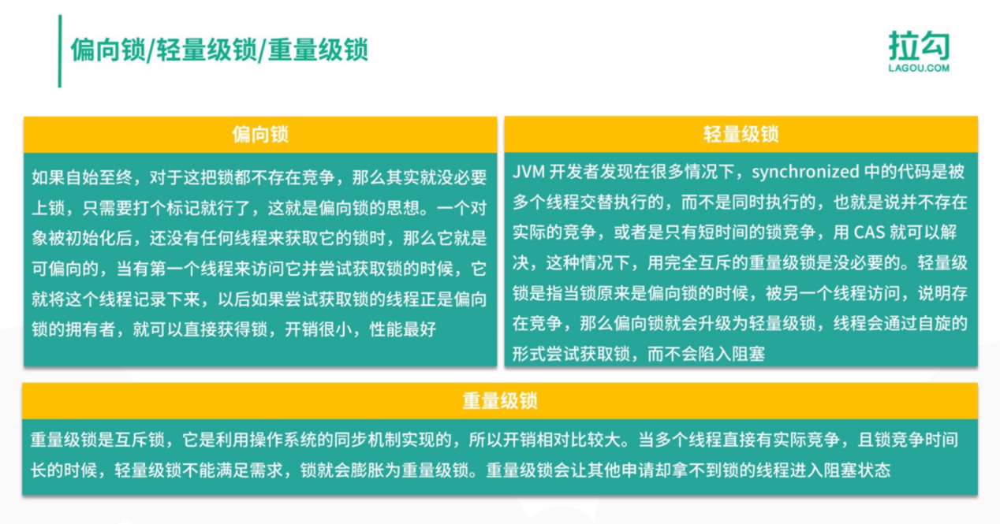 偏向锁/轻量级锁/重量级锁
拉勾
LAGOU.COM
偏向锁
如果自始至终，对于这把锁都不存在竞争，那么其实就没必要
上锁，只需要打个标记就行了，这就是偏向锁的思想。一个对
象被初始化后，还没有任何线程来获取它的锁时，那么它就是
可偏向的，当有第一个线程来访问它并尝试获取锁的时候，它
就将这个线程记录下来，以后如果尝试获取锁的线程正是偏向
锁的拥有者，就可以直接获得锁，开销很小，性能最好
轻量级锁
JVM 开发者发现在很多情况下，synchronized 中的代码是被
多个线程交替执行的，而不是同时执行的，也就是说并不存在
实际的竞争，或者是只有短时间的锁竞争，用 CAS 就可以解
决，这种情况下，用完全互斥的重量级锁是没必要的。轻量级
锁是指当锁原来是偏向锁的时候，被另一个线程访问，说明存
在竞争，那么偏向锁就会升级为轻量级锁，线程会通过自旋的
形式尝试获取锁，而不会陷入阻塞
重量级锁
重量级锁是互斥锁，它是利用操作系统的同步机制实现的，所以开销相对比较大。当多个线程直接有实际竞争，且锁竞争时间
长的时候，轻量级锁不能满足需求，锁就会膨胀为重量级锁。重量级锁会让其他申请却拿不到锁的线程进入阻塞状态